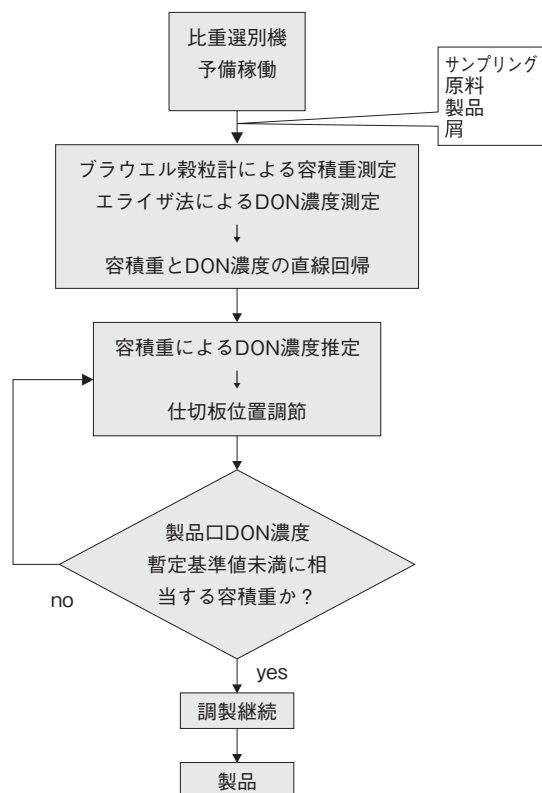 比重選別機
予備稼働
サンプリング
原料
製品
屑
ブラウエル穀粒計による容積重測定
エライザ法によるDON濃度測定
↓
容積重とDON濃度の直線回帰
容積重によるDON濃度推定
↓
仕切板位置調節
製品口DON濃度
暫定基準値未満に相
当する容積重か？
no
yes
調製継続
製品